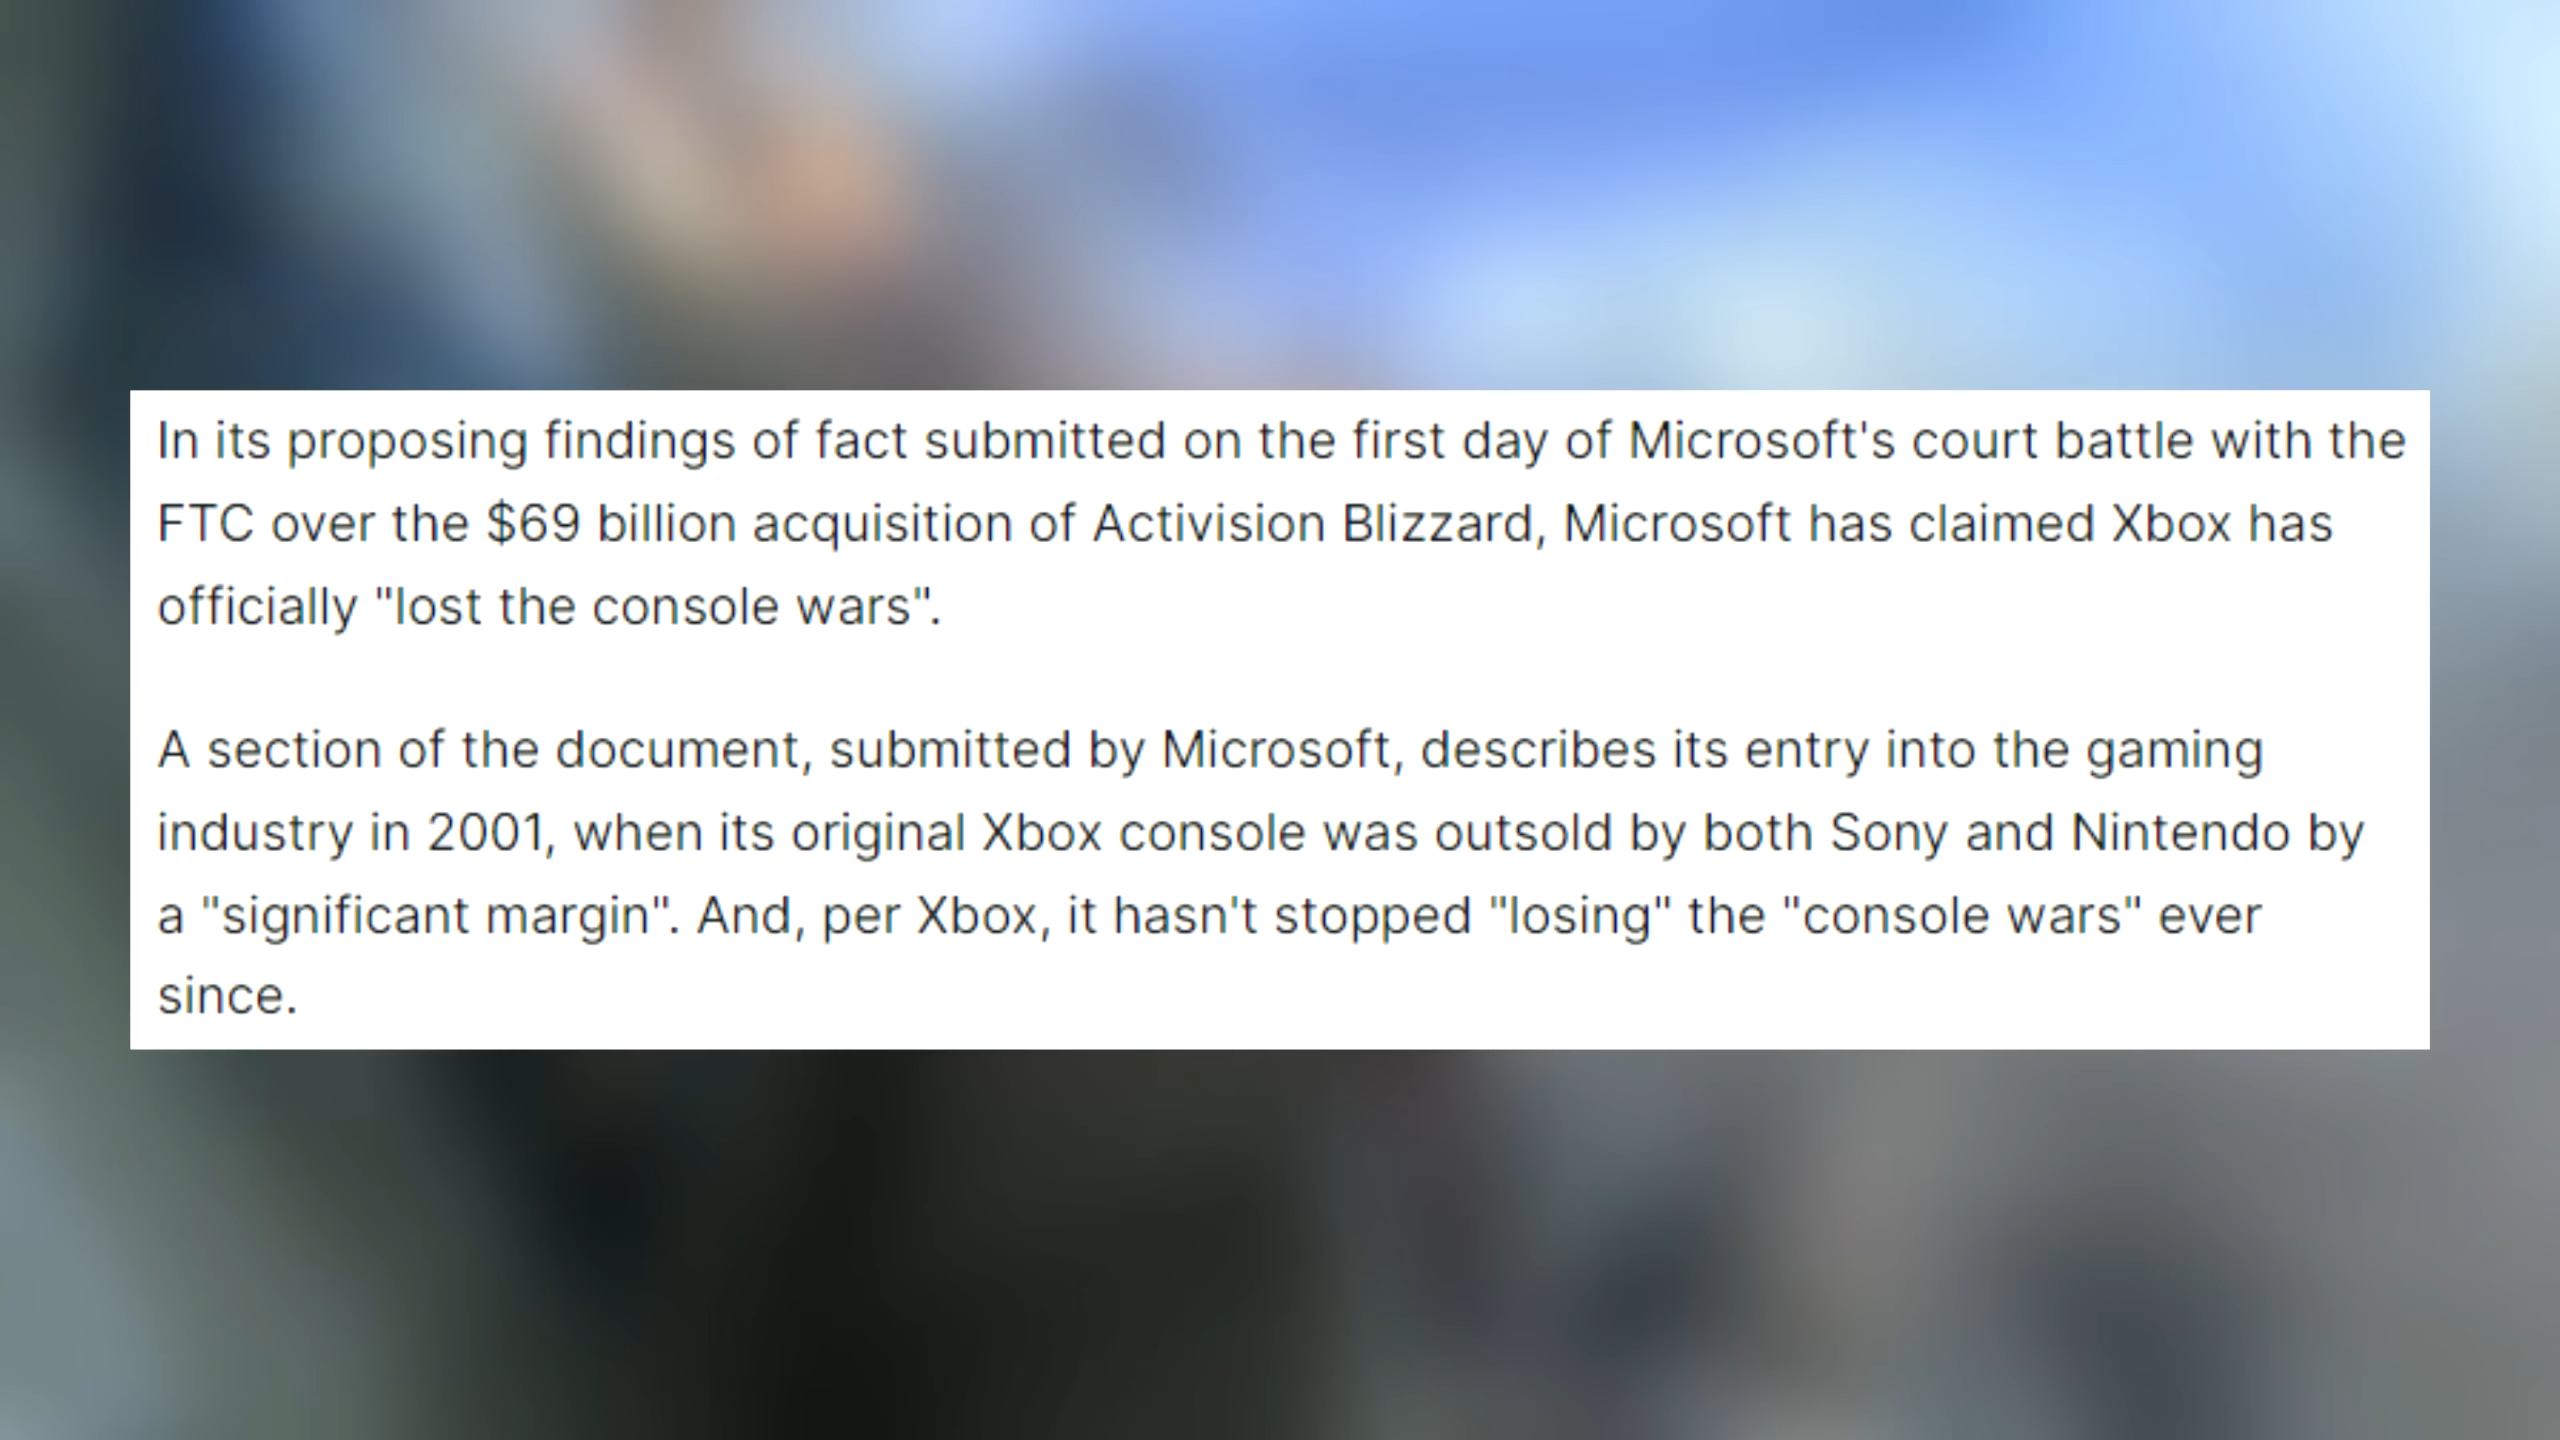 In its proposing findings of fact submitted on the first day of Microsoft's court battle with the
FTC over the $69 billion acquisition of Activision Blizzard, Microsoft has claimed Xbox has
officially "lost the console wars".
A section of the document, submitted by Microsoft, describes its entry into the gaming
industry in 2001, when its original Xbox console was outsold by both Sony and Nintendo by
a "significant margin". And, per Xbox, it hasn't stopped "losing" the "console wars" ever
since.